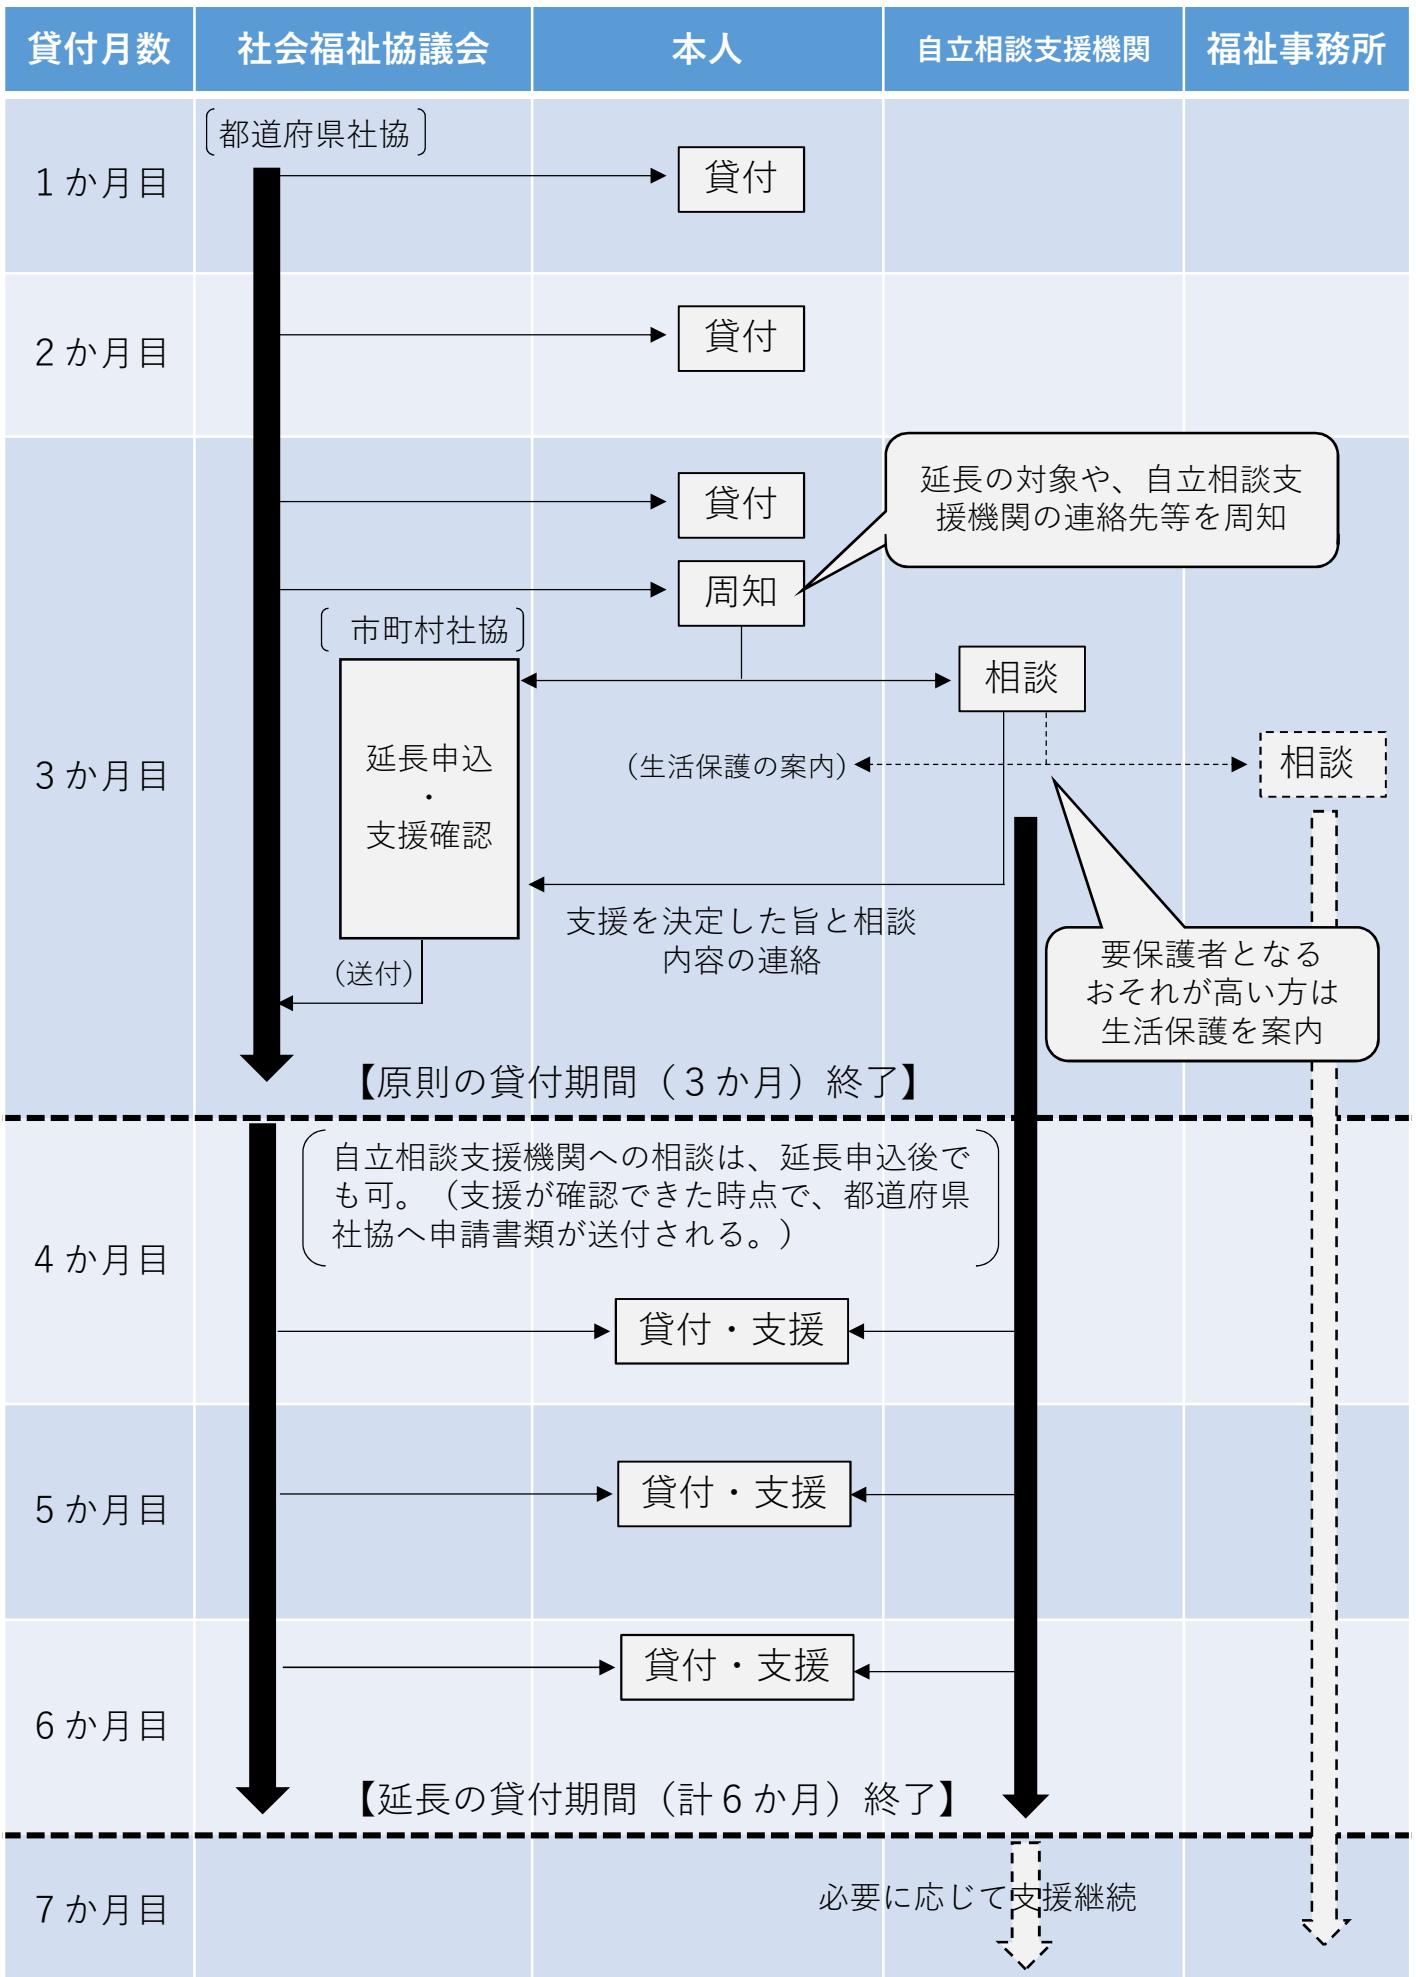 貸付月数
社会福祉協議会
本人
自立相談支援機関
福祉事務所
都道府県社協
1か月目
貸付
2か月目
貸付
延長の対象や、自立相談支
援機関の連絡先等を周知
貸付
周知
市町村社協
相談
3か月目
延長申込
・
支援確認
（生活保護の案内）
相談
支援を決定した旨と相談
内容の連絡
（送付）
要保護者となる
おそれが高い方は
生活保護を案内
【原則の貸付期間（3か月）終了】
自立相談支援機関への相談は、延長申込後で
も可。（支援が確認できた時点で、都道府県
社協へ申請書類が送付される。）
4か月目
貸付・支援
5か月目
貸付・支援
6か月目
貸付・支援
【延長の貸付期間（計6か月）終了】
7か月目
必要に応じて支援継続